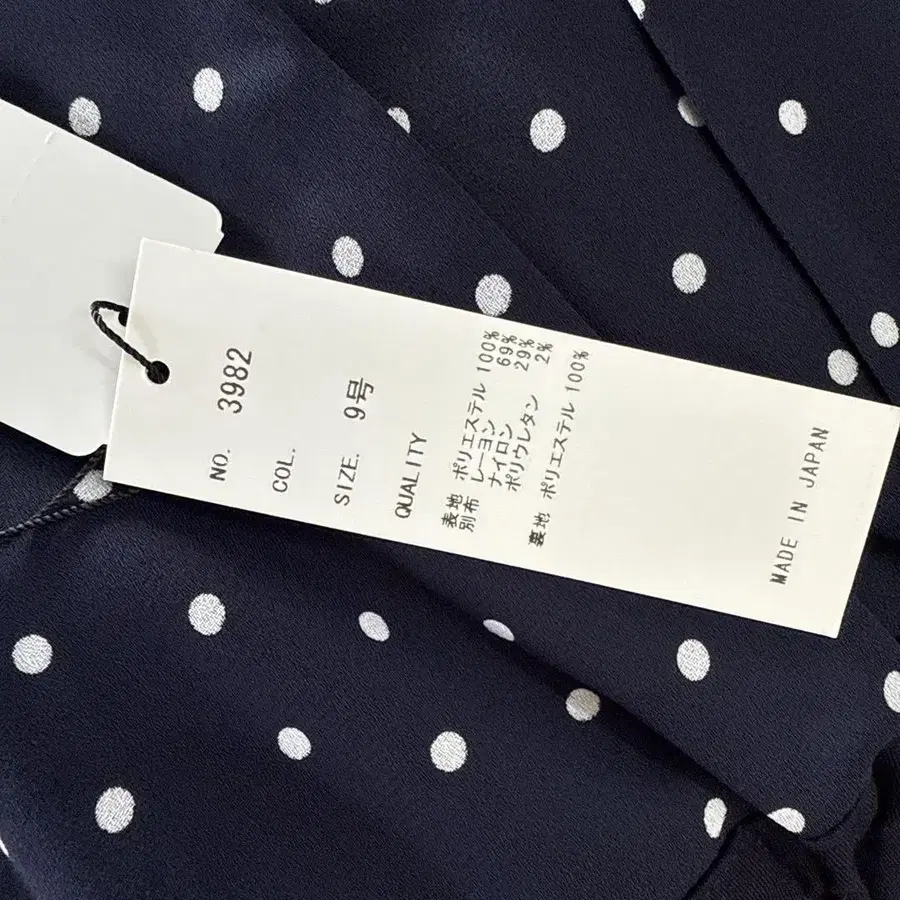 NO. 3982
COL.
SIZE. 9号
QUALITY
表地 ポリエステル 100%
別布 レーヨン 69%
ナイロン 29%
ポリウレタン 2%
裏地 ポリエステル 100%
MADE IN JAPAN